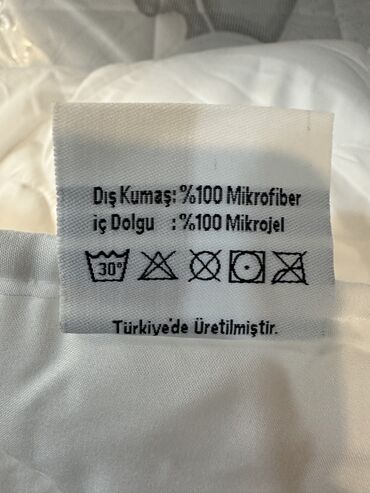 Dış Kumaş: %100 Mikrofiber
iç Dolgu : %100 Mikrojel
30°
Türkiye'de Üretilmiştir.